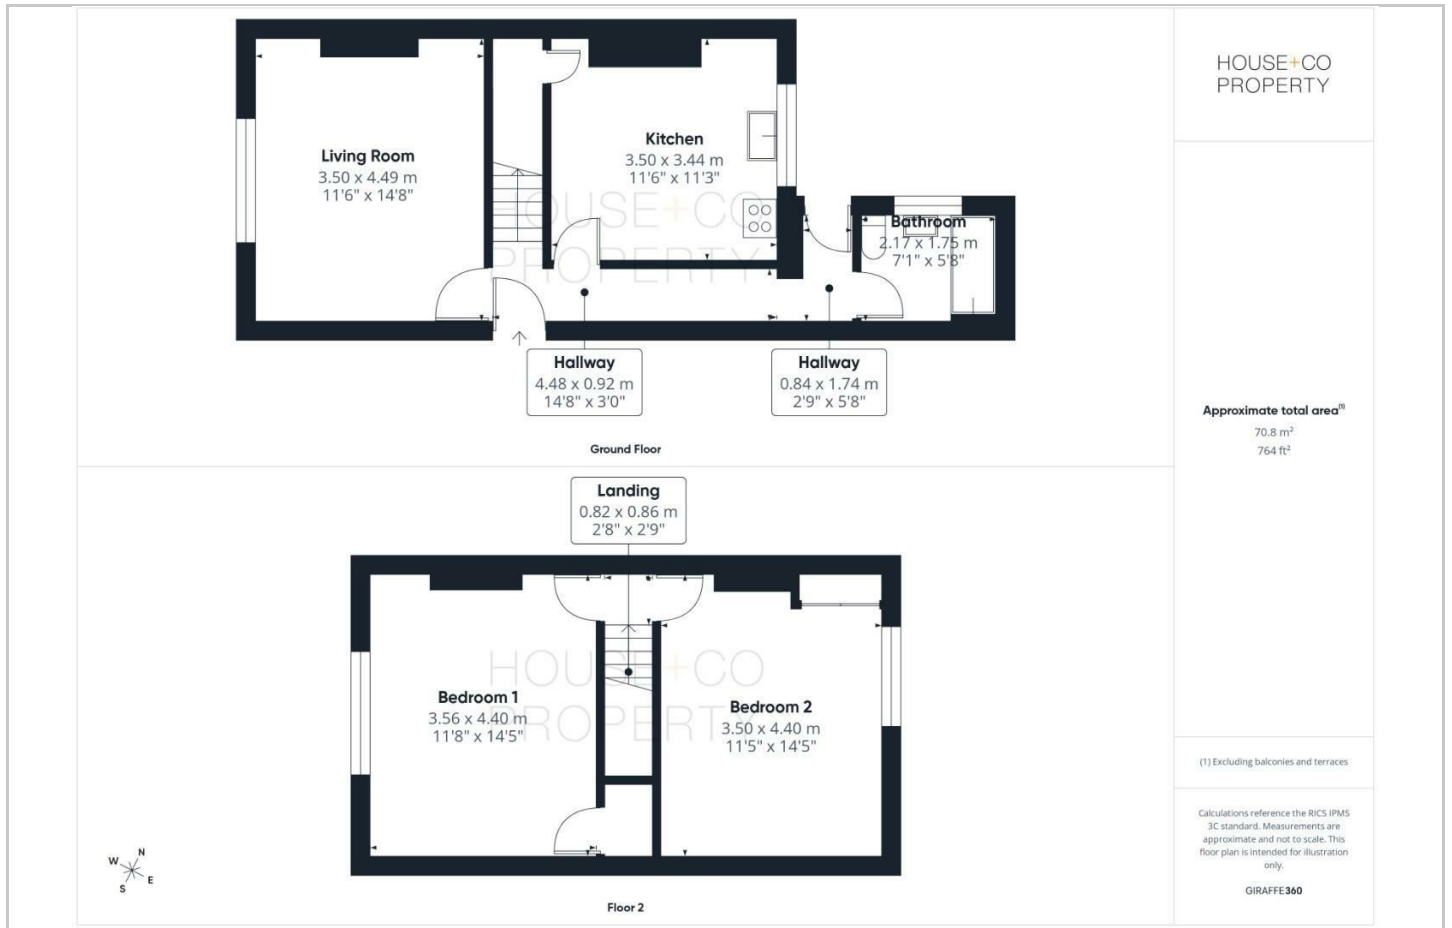 HOUSE+CO
PROPERTY
Living Room
3.50 x 4.49 m
11'6" x 14'8"
Kitchen
3.50 x 3.44 m
11'6" x 11'3"
Bathroom
2.17 x 1.75 m
7'1" x 5'8"
HOUSE+CO
PROPERTY
Hallway
4.48 x 0.92 m
14'8" x 3'0"
Hallway
0.84 x 1.74 m
2'9" x 5'8"
Ground Floor
Approximate total area(1)
70.8 m²
764 ft²
Landing
0.82 x 0.86 m
2'8" x 2'9"
Bedroom 1
3.56 x 4.40 m
11'8" x 14'5"
Bedroom 2
3.50 x 4.40 m
11'5" x 14'5"
HOUSE+CO
PROPERTY
N
W
E
S
Floor 2
(1) Excluding balconies and terraces
Calculations reference the RICS IPMS
3C standard. Measurements are
approximate and not to scale. This
floor plan is intended for illustration
only.
GIRAFFE360